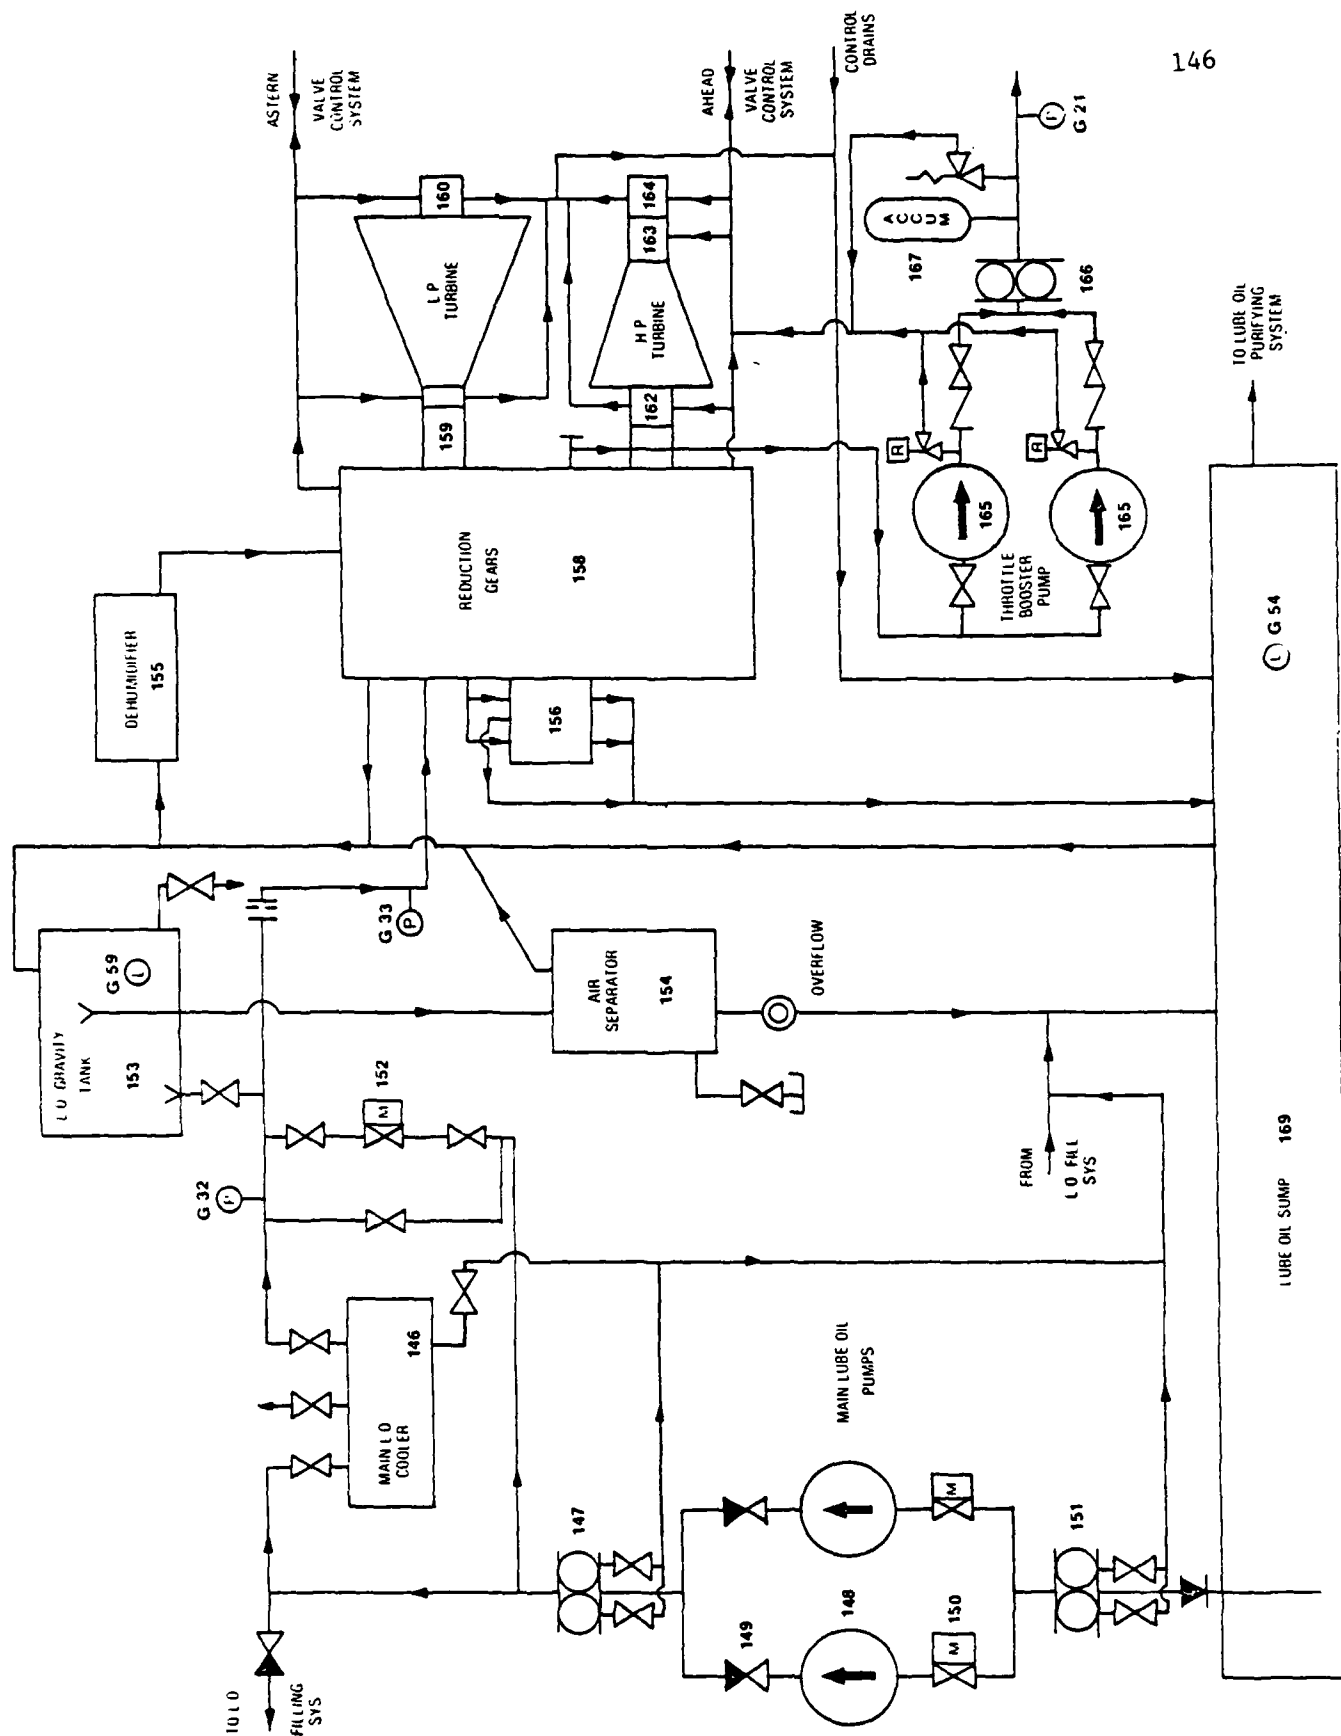 146
ASTERN
VALVE
CONTROL
SYSTEM
AHEAD
VALVE
CONTROL
SYSTEM
CONTROL
DRAINS
160
L P
TURBINE
159
164
163
H P
TURBINE
162
A
C
C
U
M
167
166
P
G 21
TO LUBE OIL
PURIFYING
SYSTEM
R
R
165
165
THROTTLE
BOOSTER
PUMP
DEHUMIDIFIER
155
REDUCTION
GEARS
158
156
L
G 54
L O GRAVITY
TANK
153
G 59
L
G 33
P
AIR
SEPARATOR
154
OVERFLOW
152
M
G 32
P
FROM
L O FILL
SYS
LUBE OIL SUMP
169
MAIN L O
COOLER
146
MAIN LUBE OIL
PUMPS
147
149
148
M
M
150
151
TO L O
FILLING
SYS